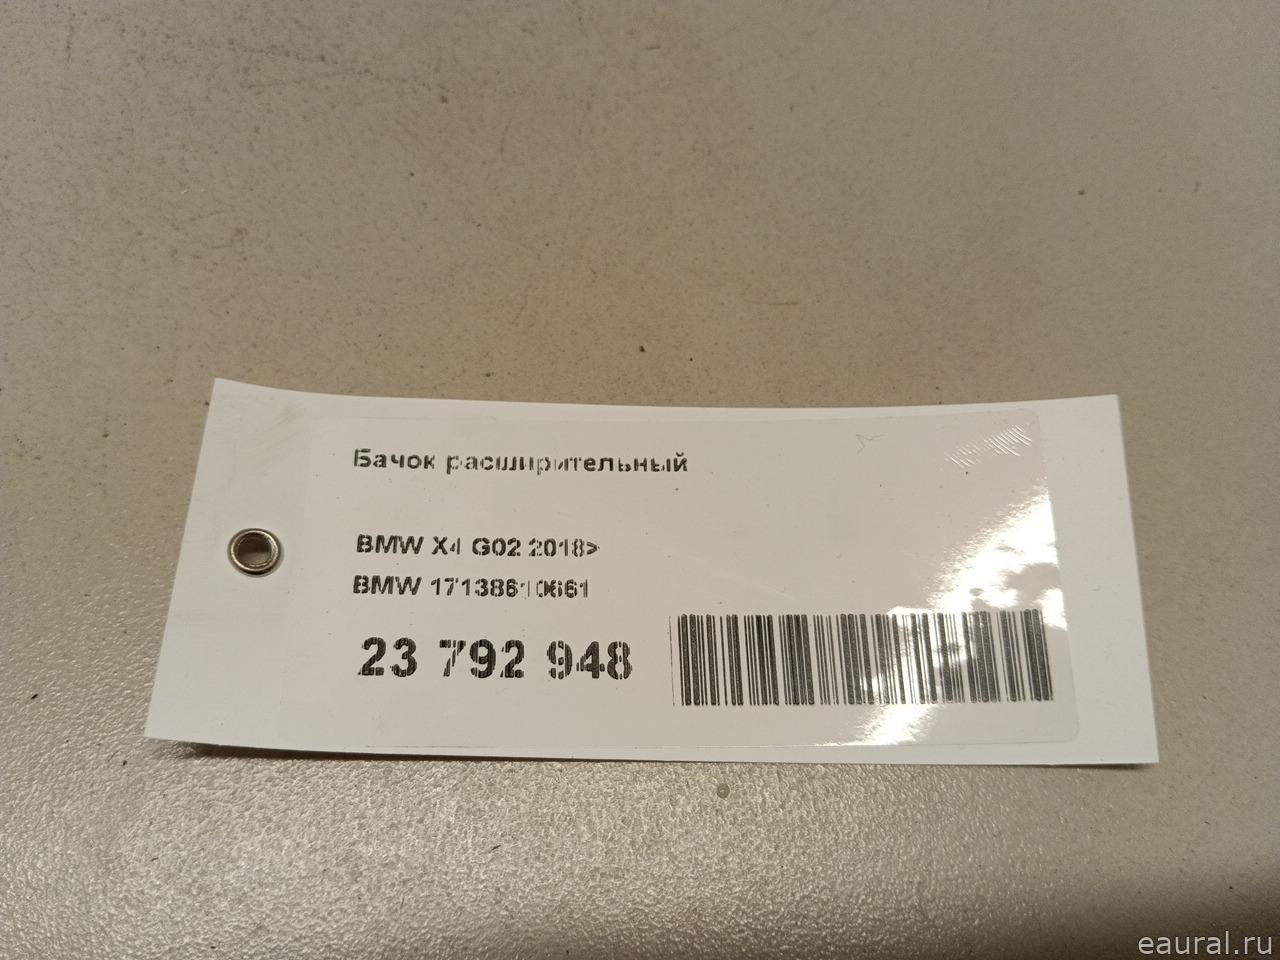 Бачок расширительный
BMW X4 G02 2018>
BMW 17138610661
23 792 948
eaural.ru